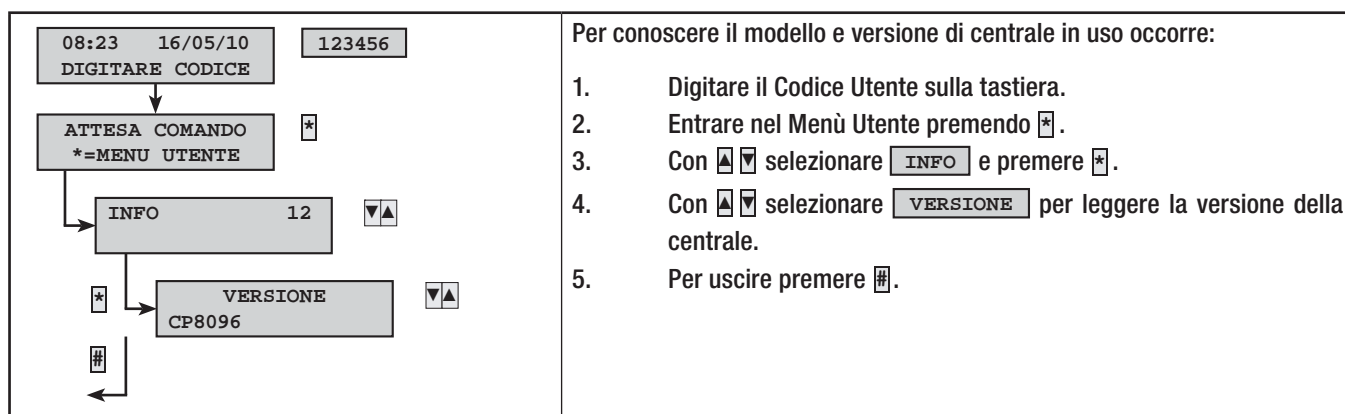 08:23 16/05/10
DIGITARE CODICE
123456
ATTESA COMANDO
*=MENU UTENTE
*
INFO 12
▼▲
*
VERSIONE
CP8096
▼▲
#
Per conoscere il modello e versione di centrale in uso occorre:
1. Digitare il Codice Utente sulla tastiera.
2. Entrare nel Menù Utente premendo *.
3. Con ▲ ▼ selezionare INFO e premere *.
4. Con ▲ ▼ selezionare VERSIONE per leggere la versione della
centrale.
5. Per uscire premere #.